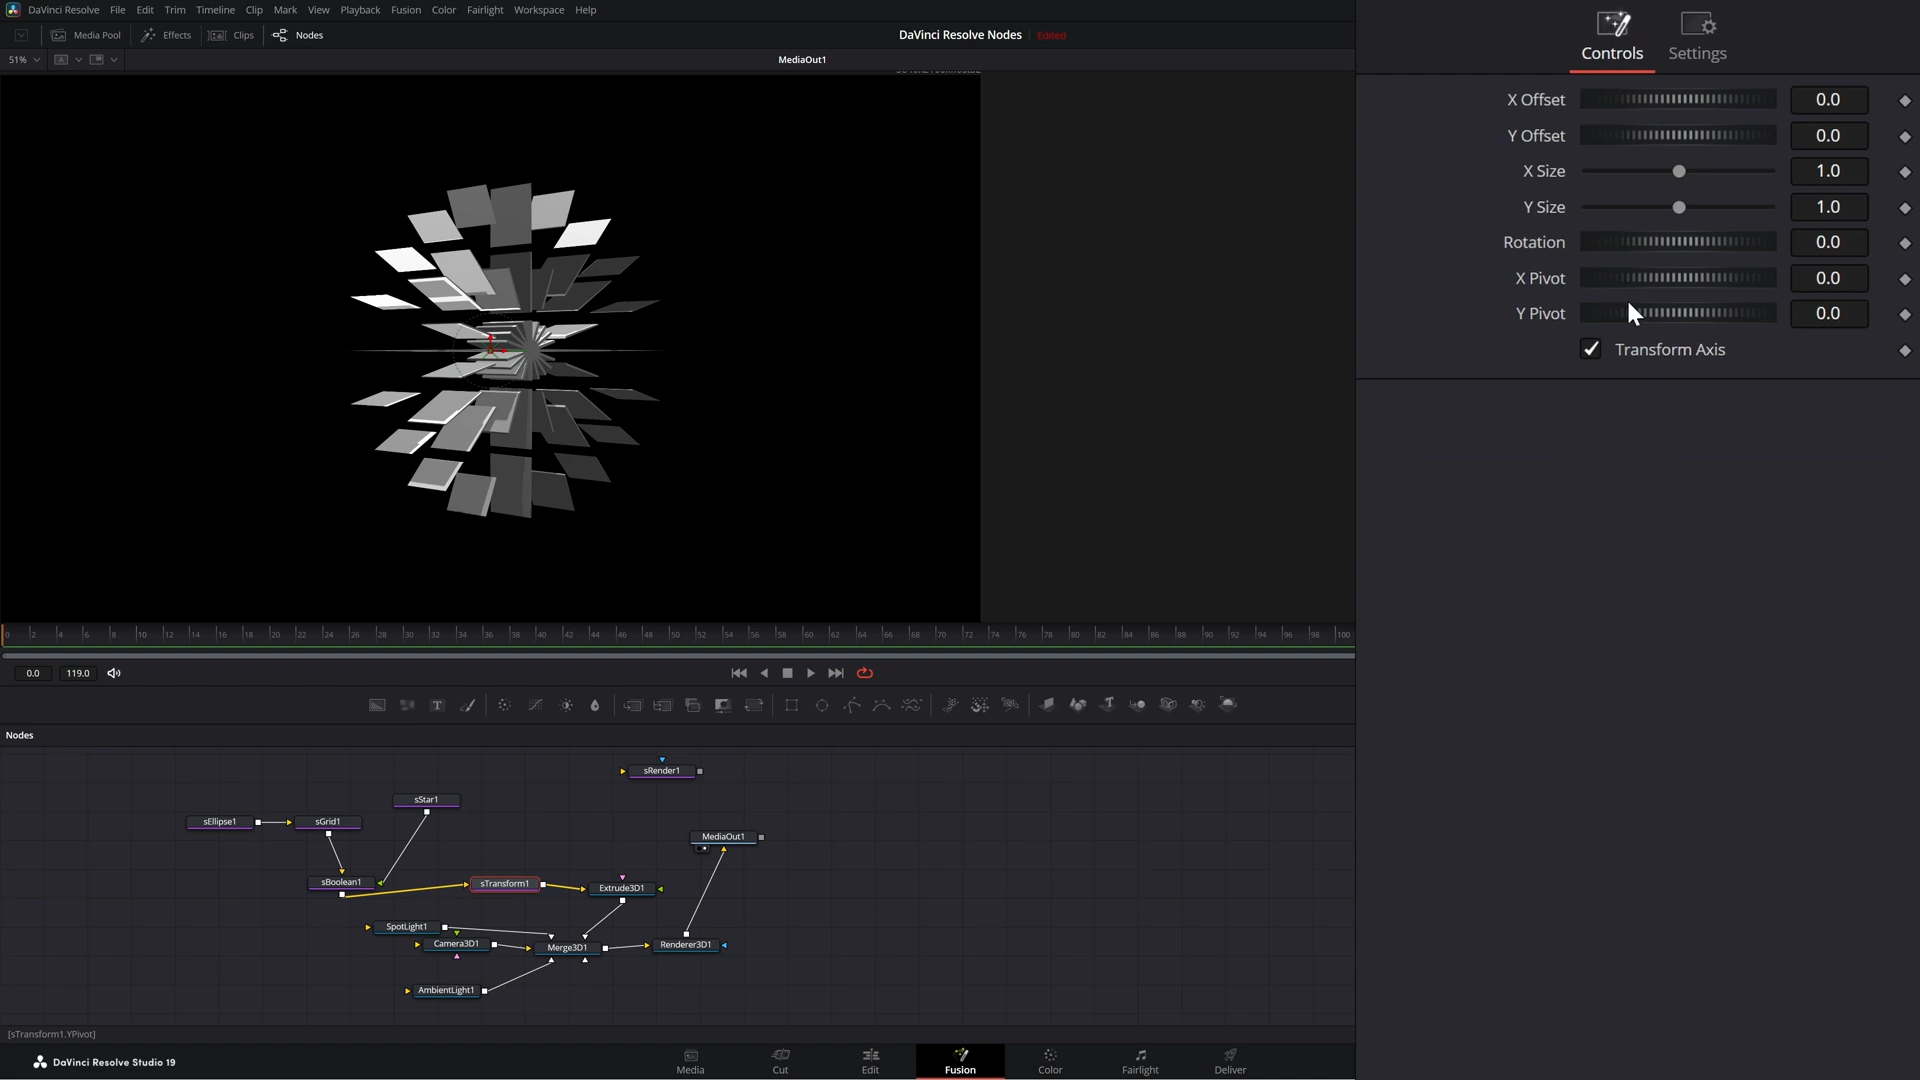 DaVinci Resolve File Edit Trim Timeline Clip Mark View Playback Fusion Color Fairlight Workspace Help
Media Pool Effects Clips Nodes
DaVinci Resolve Nodes Edited
51%
MediaOut1
Controls Settings
X Offset 0.0
Y Offset 0.0
X Size 1.0
Y Size 1.0
Rotation 0.0
X Pivot 0.0
Y Pivot 0.0
Transform Axis
0 2 4 6 8 10 12 14 16 18 20 22 24 26 28 30 32 34 36 38 40 42 44 46 48 50 52 54 56 58 60 62 64 66 68 70 72 74 76 78 80 82 84 86 88 90 92 94 96 98 100
0.0 119.0
Nodes
sRender1
sStar1
sEllipse1 sGrid1
MediaOut1
sBoolean1 sTransform1 Extrude3D1
SpotLight1
Camera3D1 Merge3D1 Renderer3D1
AmbientLight1
[sTransform1.YPivot]
DaVinci Resolve Studio 19
Media Cut Edit Fusion Color Fairlight Deliver